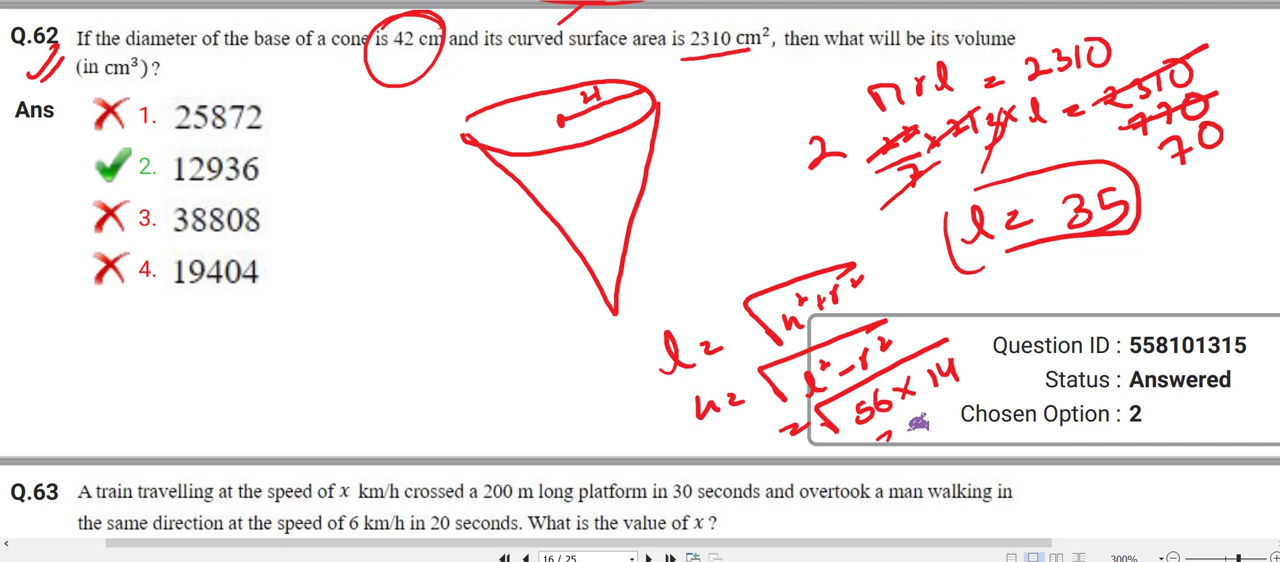 Q.62 If the diameter of the base of a cone is 42 cm and its curved surface area is 2310 cm², then what will be its volume
(in cm³)?
Ans
1. 25872
2. 12936
3. 38808
4. 19404
21
πrl = 2310
2 22/7 × 21 × l = 2310
770
70
l = 35
l = √h²+r²
h = √l²-r²
= √56×14
Question ID : 558101315
Status : Answered
Chosen Option : 2
Q.63 A train travelling at the speed of x km/h crossed a 200 m long platform in 30 seconds and overtook a man walking in
the same direction at the speed of 6 km/h in 20 seconds. What is the value of x ?
16 / 25
300%